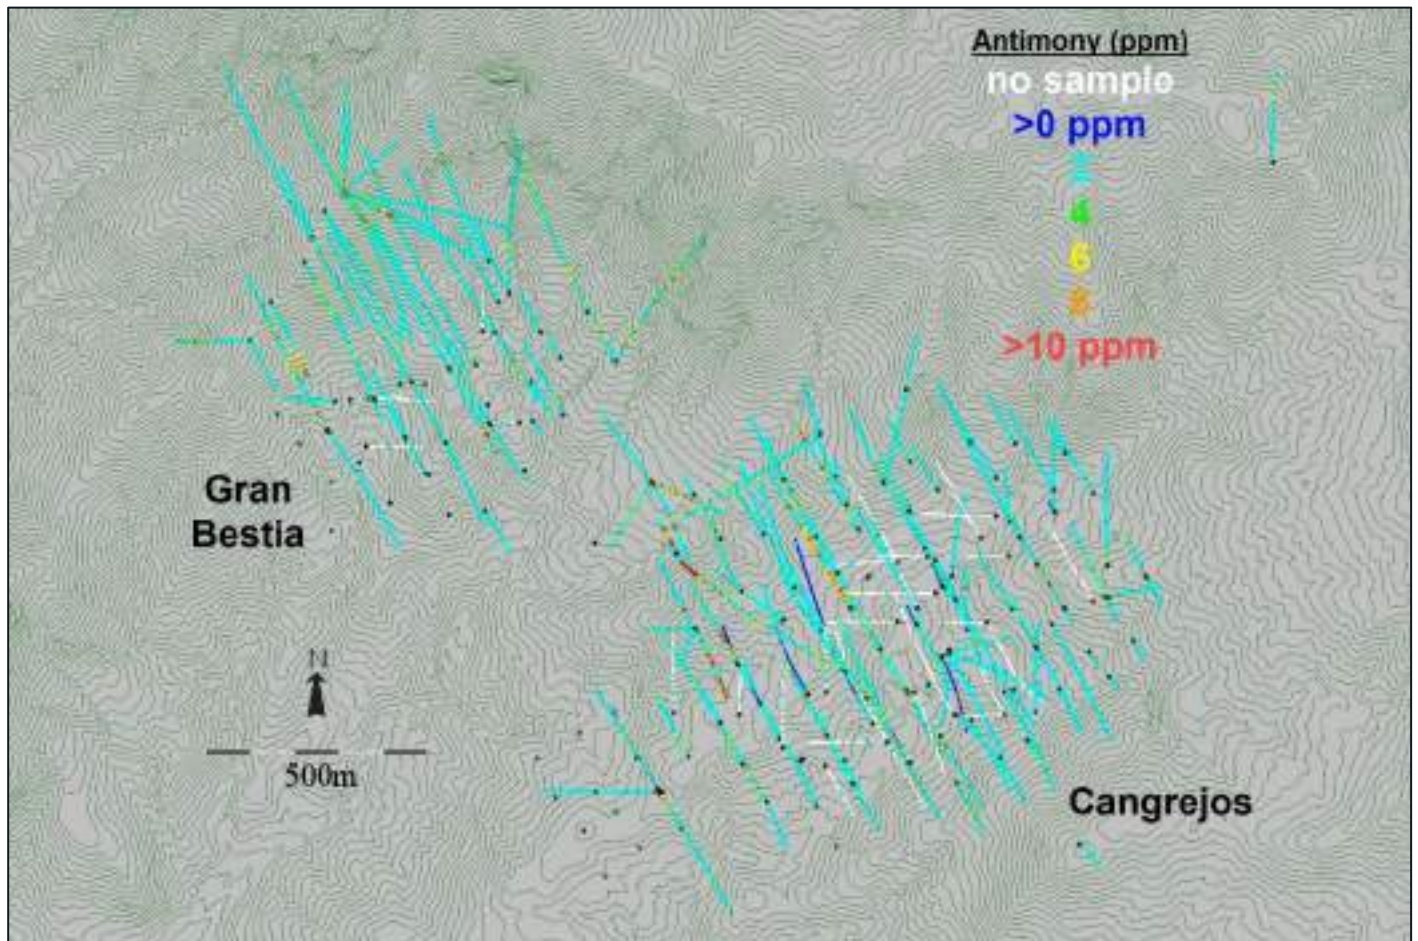 Antimony (ppm)
no sample
>0 ppm
4
6
8
>10 ppm
Gran
Bestia
N
500m
Cangrejos